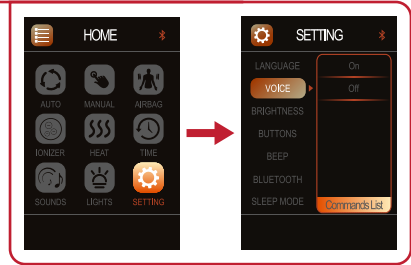 HOME
AUTO MANUAL AIRBAG
IONIZER HEAT TIME
SOUNDS LIGHTS SETTING
SETTING
LANGUAGE On
VOICE Off
BRIGHTNESS
BUTTONS
BEEP
BLUETOOTH
SLEEP MODE Commands List